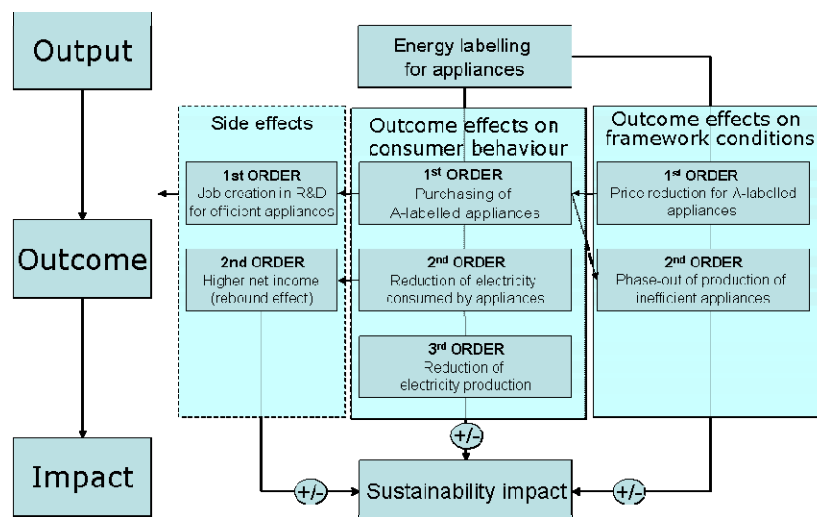 Output
Energy labelling
for appliances
Side effects
1st ORDER
Job creation in R&D
for efficient appliances
2nd ORDER
Higher net income
(rebound effect)
Outcome effects on
consumer behaviour
1st ORDER
Purchasing of
A-labelled appliances
2nd ORDER
Reduction of electricity
consumed by appliances
3rd ORDER
Reduction of
electricity production
Outcome effects on
framework conditions
1st ORDER
Price reduction for A-labelled
appliances
2nd ORDER
Phase-out of production of
inefficient appliances
Outcome
+/-
Impact
+/-
Sustainability impact
+/-